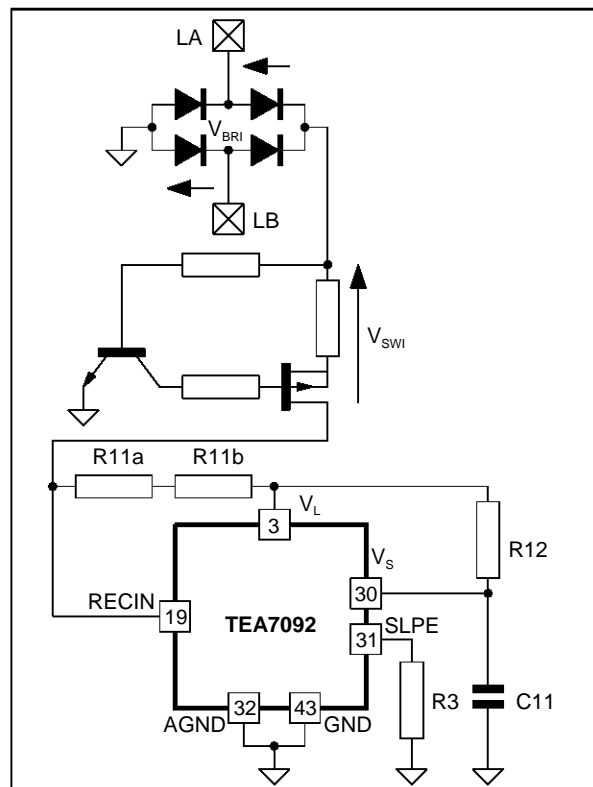 LA
V_BRI
LB
V_SWI
R11a R11b
V_L
3
R12
V_S
RECIN
19
TEA7092
30
31
SLPE
R3
C11
AGND
32
43
GND